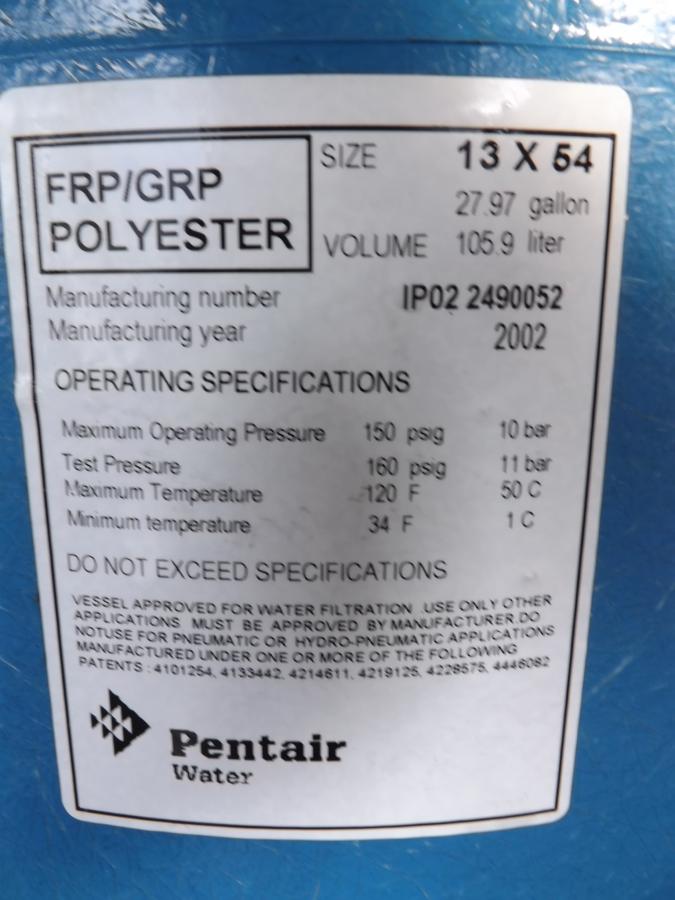 FRP/GRP
POLYESTER
SIZE 13 X 54
27.97 gallon
VOLUME 105.9 liter
Manufacturing number IP02 2490052
Manufacturing year 2002
OPERATING SPECIFICATIONS
Maximum Operating Pressure 150 psig 10 bar
Test Pressure 160 psig 11 bar
Maximum Temperature 120 F 50 C
Minimum temperature 34 F 1 C
DO NOT EXCEED SPECIFICATIONS
VESSEL APPROVED FOR WATER FILTRATION .USE ONLY OTHER
APPLICATIONS MUST BE APPROVED BY MANUFACTURER.DO
NOTUSE FOR PNEUMATIC OR HYDRO-PNEUMATIC APPLICATIONS
MANUFACTURED UNDER ONE OR MORE OF THE FOLLOWING
PATENTS : 4101254, 4133442, 4214611, 4219125, 4228575, 4446082
Pentair
Water